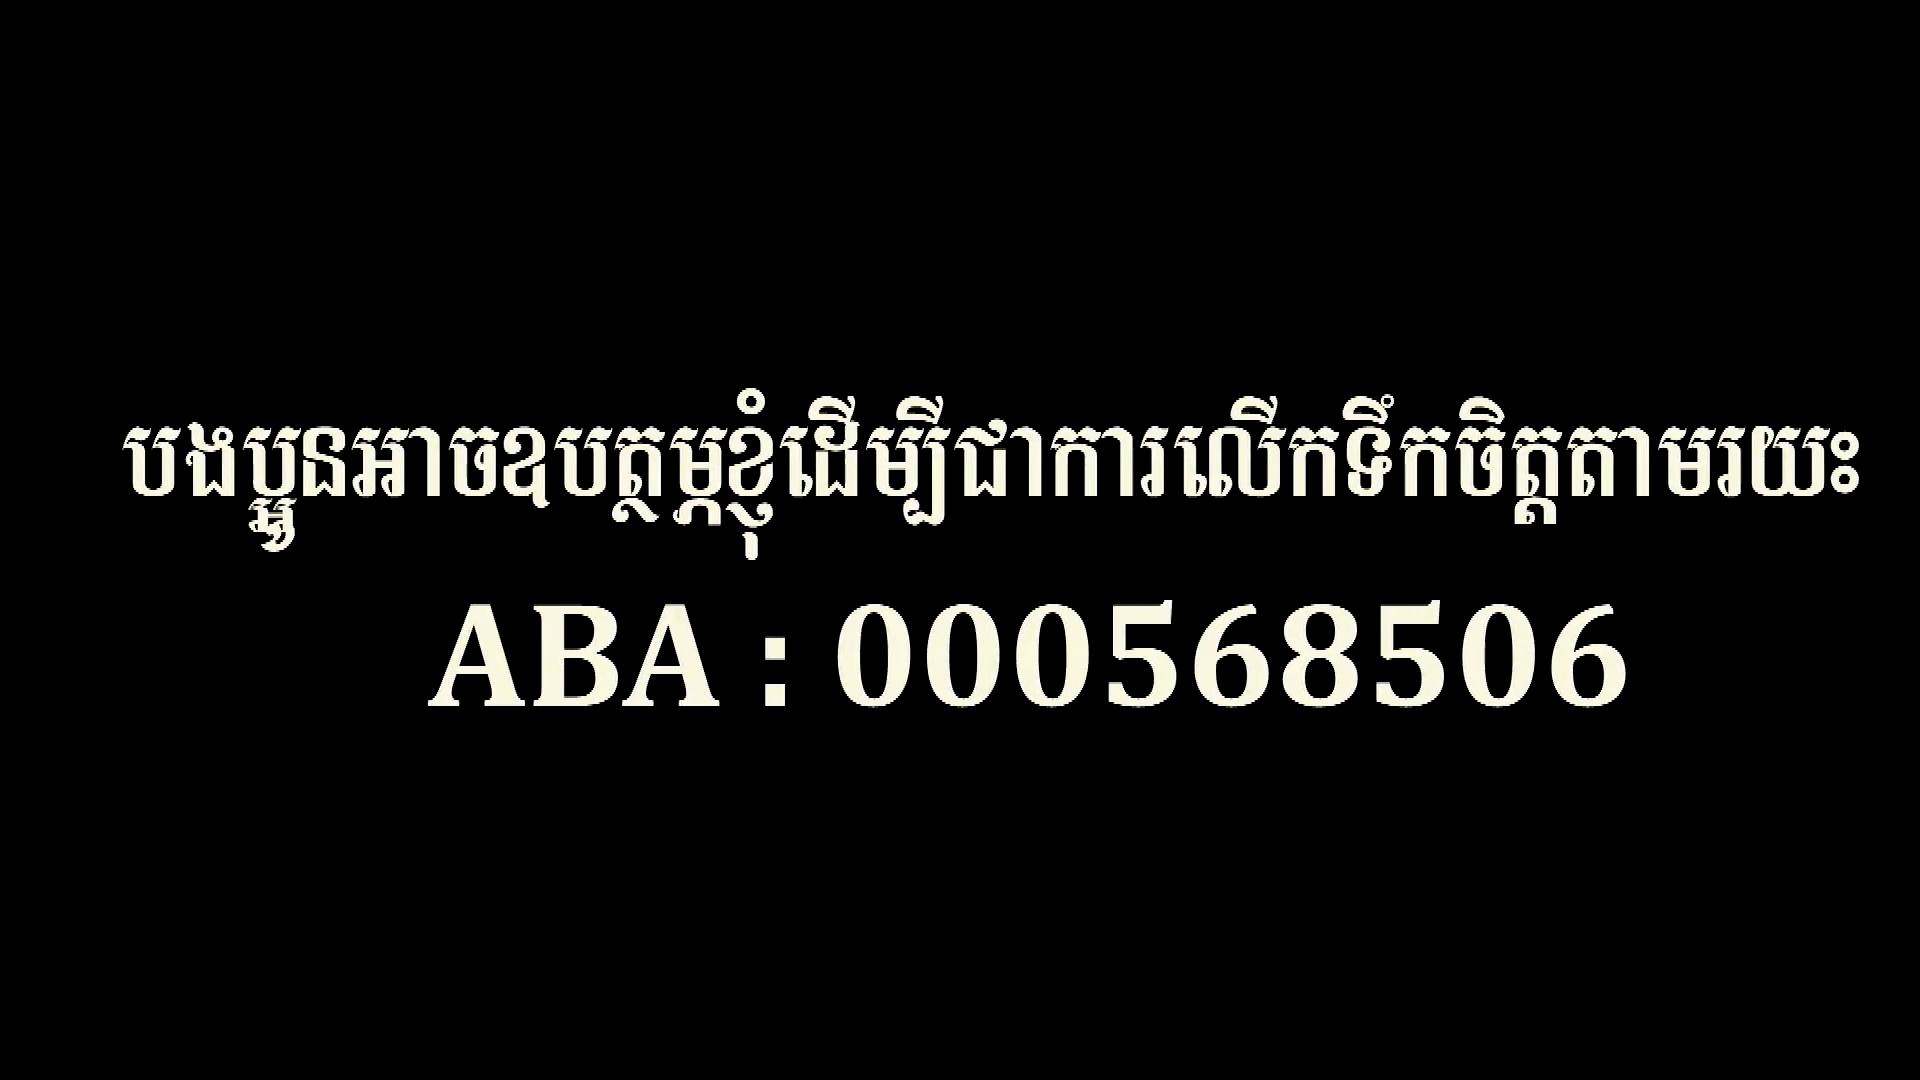 បងប្អូនអាចឧបត្ថម្ភខ្ញុំដើម្បីជាការលើកទឹកចិត្តតាមរយះ
ABA : 000568506